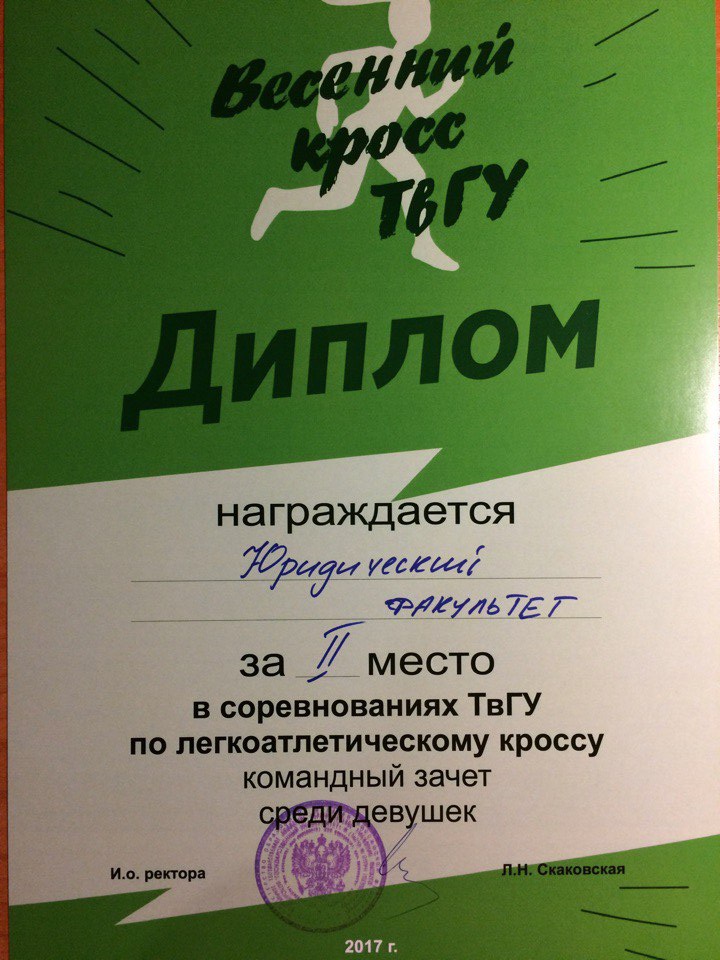 Весенний
кросс
ТвГУ
Диплом
награждается
Юридический
ФАКУЛЬТЕТ
за II место
в соревнованиях ТвГУ
по легкоатлетическому кроссу
командный зачет
среди девушек
И.о. ректора Л.Н. Скаковская
2017 г.